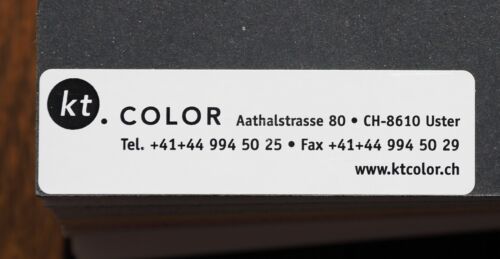 kt. COLOR Aathalstrasse 80 • CH-8610 Uster
Tel. +41+44 994 50 25 • Fax +41+44 994 50 29
www.ktcolor.ch